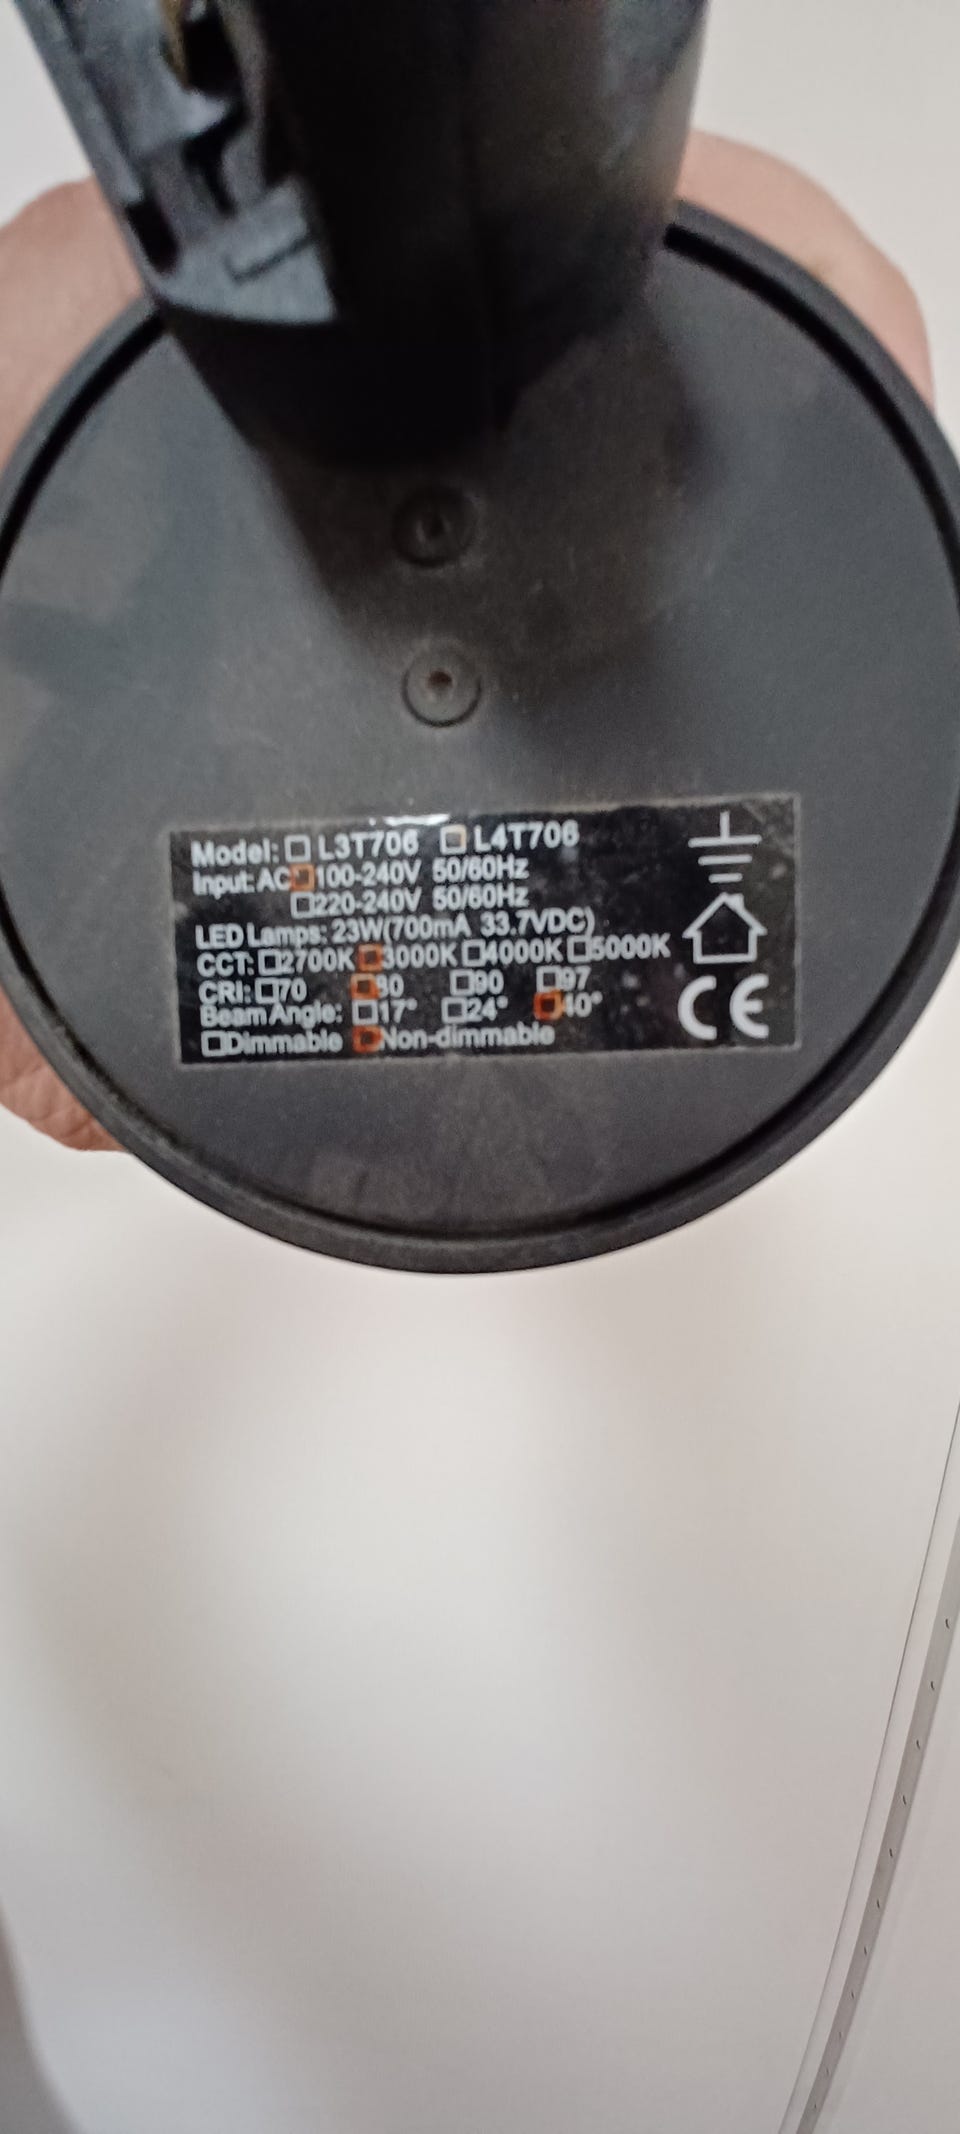 Model: □ L3T706 □ L4T706
Input: AC ■ 100-240V 50/60Hz
□ 220-240V 50/60Hz
LED Lamps: 23W(700mA 33.7VDC)
CCT: □ 2700K ■ 3000K □ 4000K □ 5000K
CRI: □ 70 ■ 80 □ 90 □ 97
Beam Angle: □ 17° □ 24° ■ 40°
□ Dimmable ■ Non-dimmable
CE